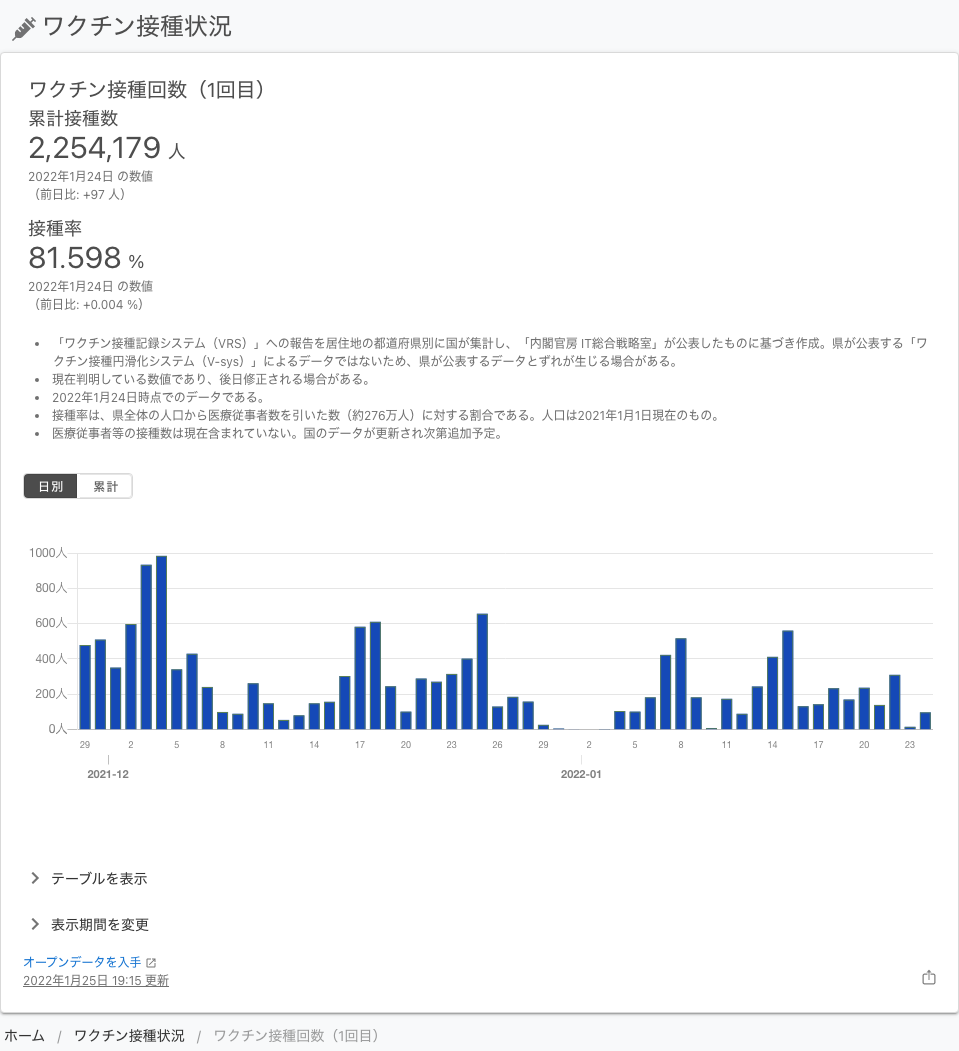 ワクチン接種状況
ワクチン接種回数（1回目）
累計接種数
2,254,179 人
2022年1月24日 の数値
（前日比: +97 人）
接種率
81.598 %
2022年1月24日 の数値
（前日比: +0.004 %）
• 「ワクチン接種記録システム（VRS）」への報告を居住地の都道府県別に国が集計し、「内閣官房 IT総合戦略室」が公表したものに基づき作成。県が公表する「ワ
クチン接種円滑化システム（V-sys）」によるデータではないため、県が公表するデータとずれが生じる場合がある。
• 現在判明している数値であり、後日修正される場合がある。
• 2022年1月24日時点でのデータである。
• 接種率は、県全体の人口から医療従事者数を引いた数（約276万人）に対する割合である。人口は2021年1月1日現在のもの。
• 医療従事者等の接種数は現在含まれていない。国のデータが更新され次第追加予定。
日別 累計
1000人
800人
600人
400人
200人
0人
29 2 5 8 11 14 17 20 23 26 29 2 5 8 11 14 17 20 23
2021-12 2022-01
テーブルを表示
表示期間を変更
オープンデータを入手
2022年1月25日 19:15 更新
ホーム / ワクチン接種状況 / ワクチン接種回数（1回目）